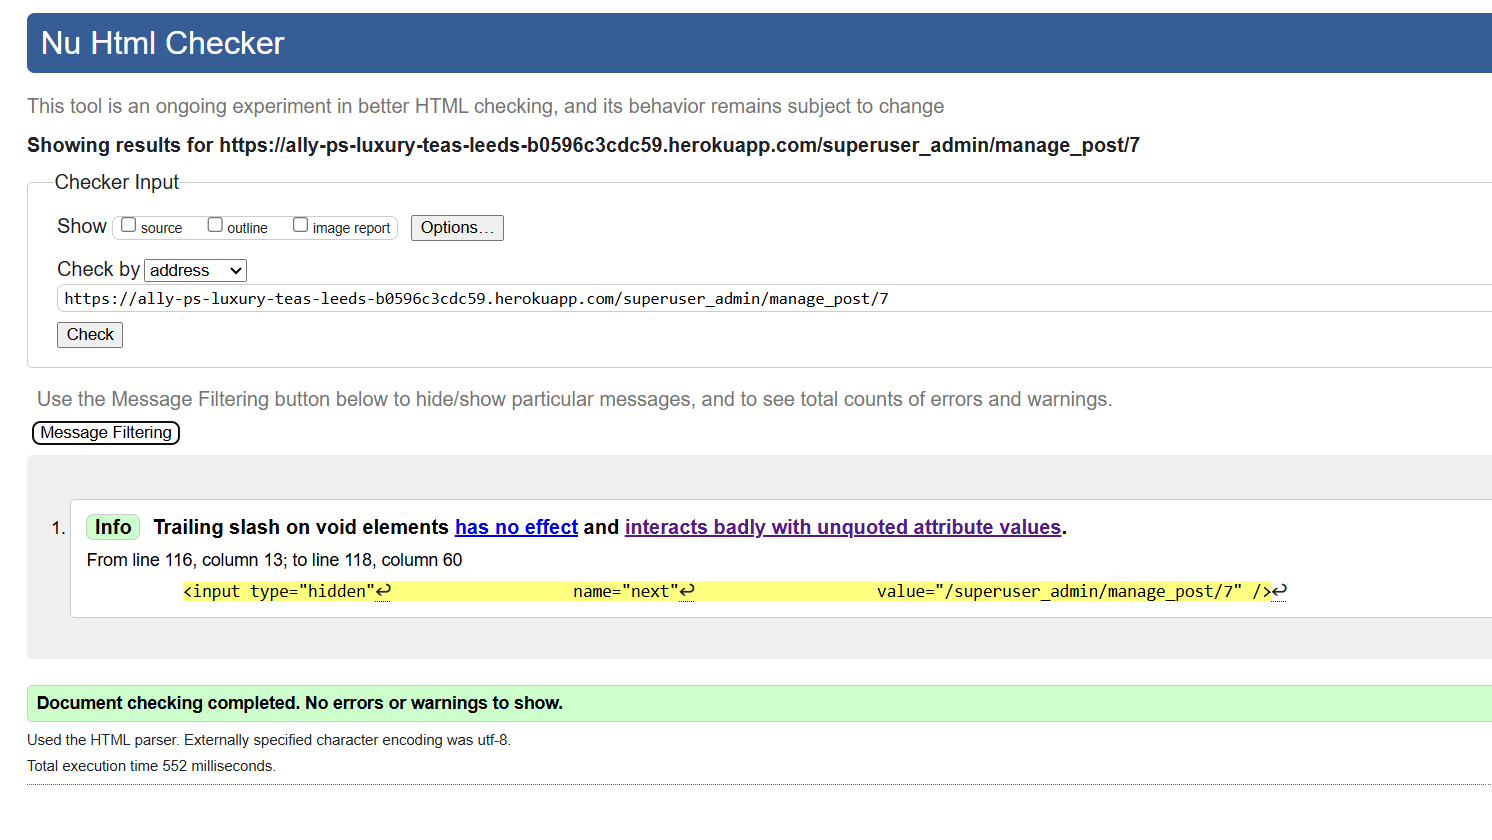 Nu Html Checker
This tool is an ongoing experiment in better HTML checking, and its behavior remains subject to change
Showing results for https://ally-ps-luxury-teas-leeds-b0596c3cdc59.herokuapp.com/superuser_admin/manage_post/7
Checker Input
Show source outline image report Options…
Check by address
https://ally-ps-luxury-teas-leeds-b0596c3cdc59.herokuapp.com/superuser_admin/manage_post/7
Check
Use the Message Filtering button below to hide/show particular messages, and to see total counts of errors and warnings.
Message Filtering
1. Info Trailing slash on void elements has no effect and interacts badly with unquoted attribute values.
From line 116, column 13; to line 118, column 60
<input type="hidden"↩ name="next"↩ value="/superuser_admin/manage_post/7" />↩
Document checking completed. No errors or warnings to show.
Used the HTML parser. Externally specified character encoding was utf-8.
Total execution time 552 milliseconds.